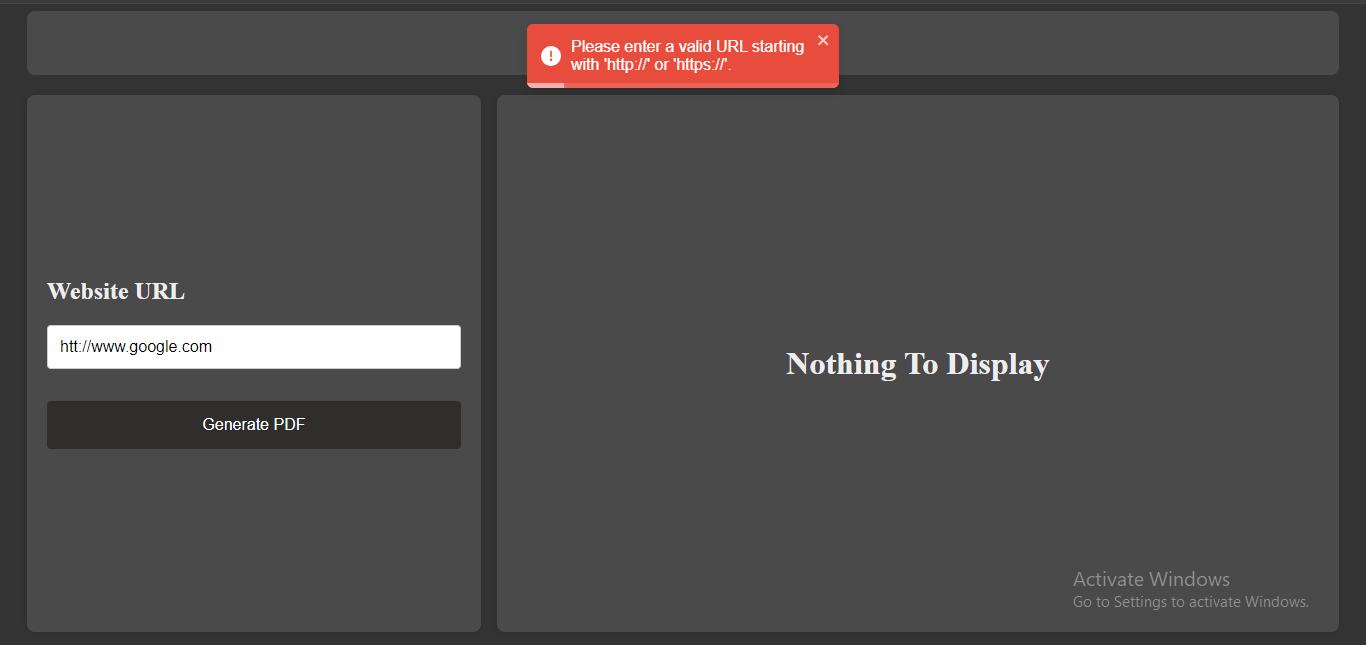 Please enter a valid URL starting
with 'http://' or 'https://'.
Website URL
htt://www.google.com
Generate PDF
Nothing To Display
Activate Windows
Go to Settings to activate Windows.